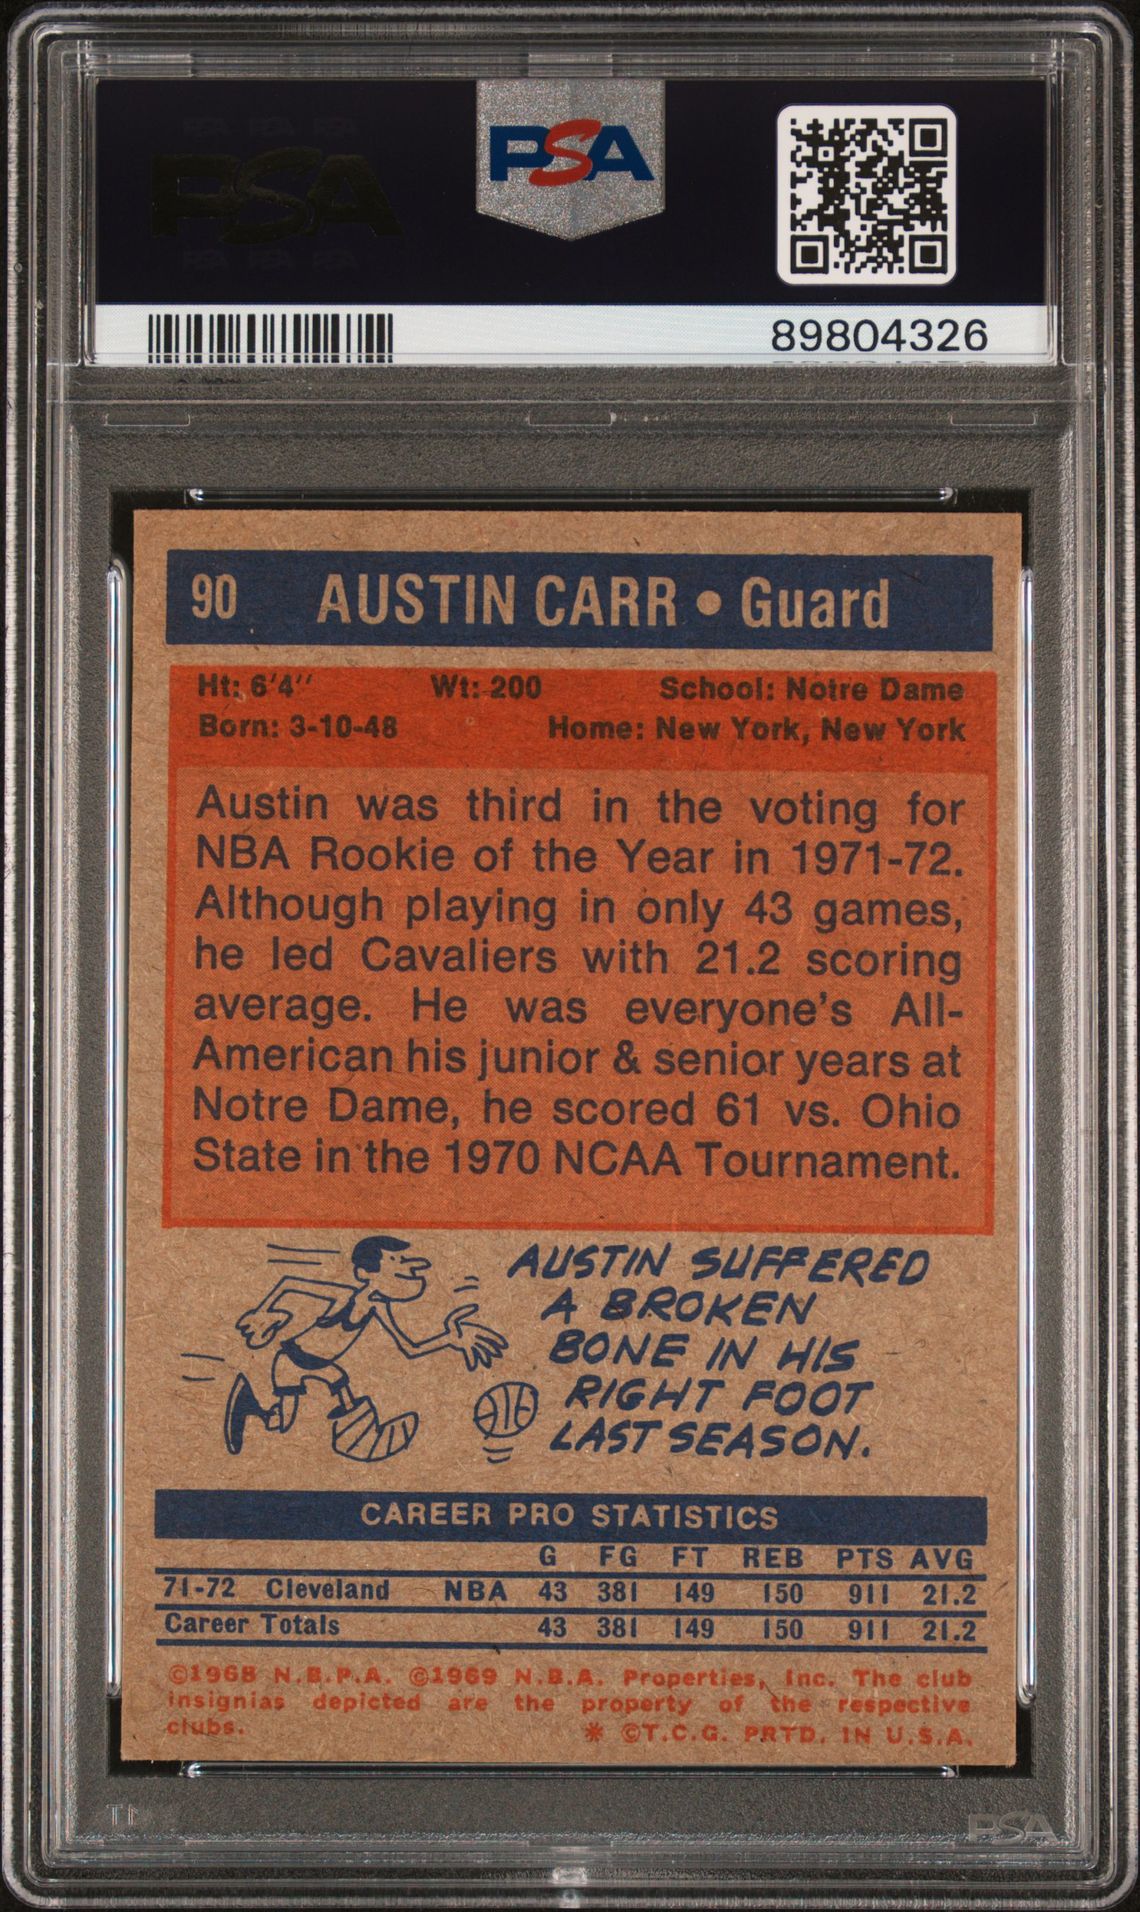 PSA
PSA
89804326
90 AUSTIN CARR • Guard
Ht: 6'4'' Wt: 200 School: Notre Dame
Born: 3-10-48 Home: New York, New York
Austin was third in the voting for
NBA Rookie of the Year in 1971-72.
Although playing in only 43 games,
he led Cavaliers with 21.2 scoring
average. He was everyone's All-
American his junior & senior years at
Notre Dame, he scored 61 vs. Ohio
State in the 1970 NCAA Tournament.
AUSTIN SUFFERED
A BROKEN
BONE IN HIS
RIGHT FOOT
LAST SEASON.
CAREER PRO STATISTICS
G FG FT REB PTS AVG
71-72 Cleveland NBA 43 381 149 150 911 21.2
Career Totals 43 381 149 150 911 21.2
©1968 N.B.P.A. ©1969 N.B.A. Properties, Inc. The club
insignias depicted are the property of the respective
clubs. * ©T.C.G. PRTD. IN U.S.A.
PSA